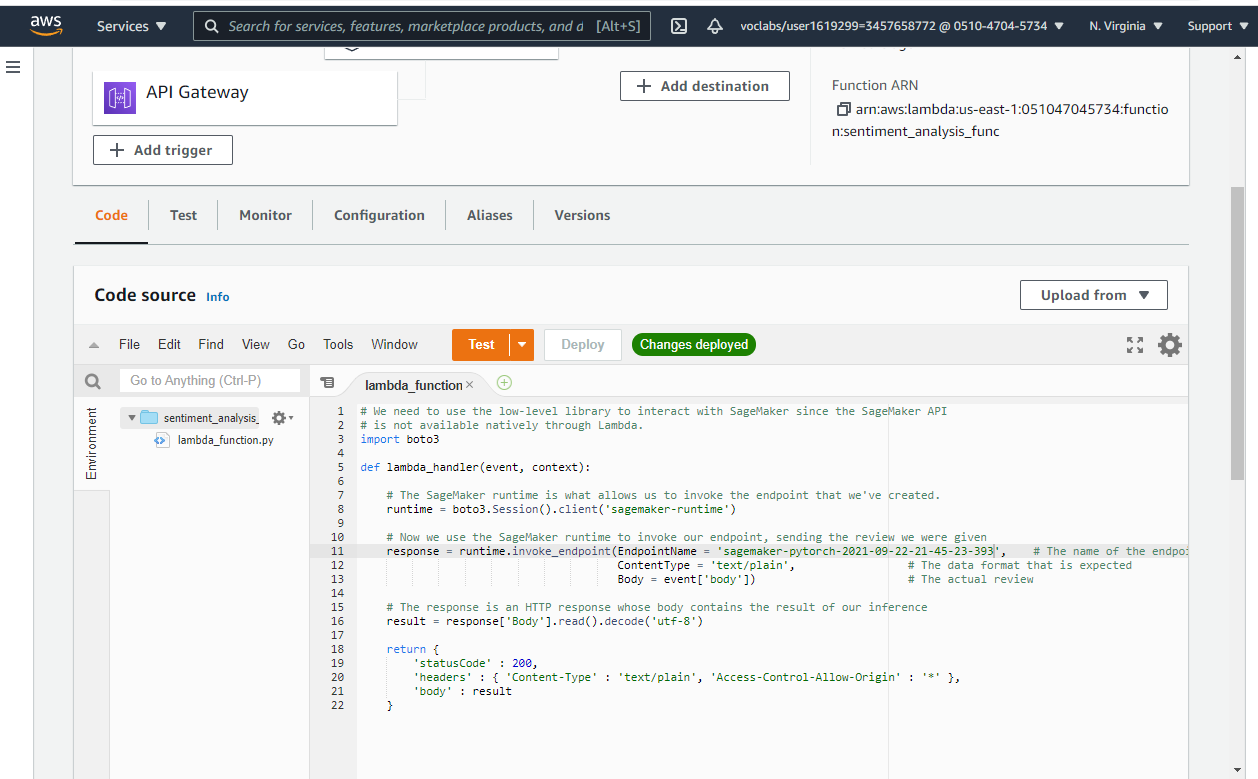 aws Services Search for services, features, marketplace products, and d [Alt+S] voclabs/user1619299=3457658772 @ 0510-4704-5734 N. Virginia Support
API Gateway
+ Add trigger
+ Add destination
Function ARN
arn:aws:lambda:us-east-1:051047045734:functio
n:sentiment_analysis_func
Code Test Monitor Configuration Aliases Versions
Code source Info
Upload from
File Edit Find View Go Tools Window Test Deploy Changes deployed
Go to Anything (Ctrl-P)
Environment
sentiment_analysis_
lambda_function.py
lambda_function ×
1 # We need to use the low-level library to interact with SageMaker since the SageMaker API
2 # is not available natively through Lambda.
3 import boto3
4
5 def lambda_handler(event, context):
6
7 # The SageMaker runtime is what allows us to invoke the endpoint that we've created.
8 runtime = boto3.Session().client('sagemaker-runtime')
9
10 # Now we use the SageMaker runtime to invoke our endpoint, sending the review we were given
11 response = runtime.invoke_endpoint(EndpointName = 'sagemaker-pytorch-2021-09-22-21-45-23-393', # The name of the endpoi
12 ContentType = 'text/plain', # The data format that is expected
13 Body = event['body']) # The actual review
14
15 # The response is an HTTP response whose body contains the result of our inference
16 result = response['Body'].read().decode('utf-8')
17
18 return {
19 'statusCode' : 200,
20 'headers' : { 'Content-Type' : 'text/plain', 'Access-Control-Allow-Origin' : '*' },
21 'body' : result
22 }